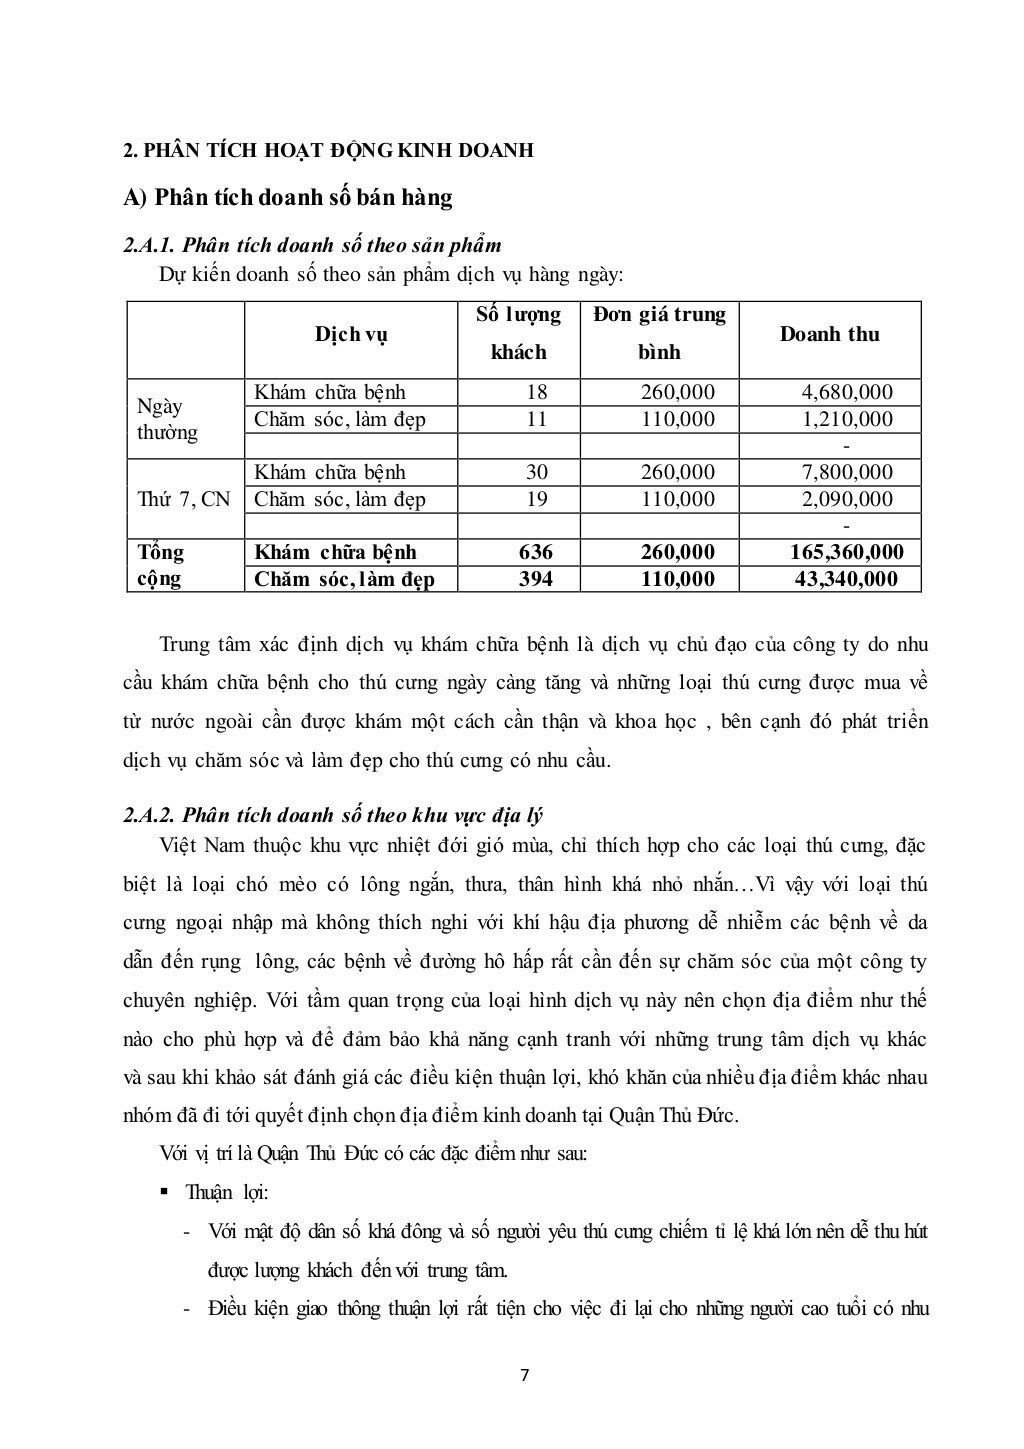 2. PHÂN TÍCH HOẠT ĐỘNG KINH DOANH
A) Phân tích doanh số bán hàng
2.A.1. Phân tích doanh số theo sản phẩm
Dự kiến doanh số theo sản phẩm dịch vụ hàng ngày:
Dịch vụ Số lượng khách Đơn giá trung bình Doanh thu
Ngày thường Khám chữa bệnh 18 260,000 4,680,000
Chăm sóc, làm đẹp 11 110,000 1,210,000
-
Thứ 7, CN Khám chữa bệnh 30 260,000 7,800,000
Chăm sóc, làm đẹp 19 110,000 2,090,000
-
Tổng cộng Khám chữa bệnh 636 260,000 165,360,000
Chăm sóc, làm đẹp 394 110,000 43,340,000
Trung tâm xác định dịch vụ khám chữa bệnh là dịch vụ chủ đạo của công ty do nhu
cầu khám chữa bệnh cho thú cưng ngày càng tăng và những loại thú cưng được mua về
từ nước ngoài cần được khám một cách cẩn thận và khoa học , bên cạnh đó phát triển
dịch vụ chăm sóc và làm đẹp cho thú cưng có nhu cầu.
2.A.2. Phân tích doanh số theo khu vực địa lý
Việt Nam thuộc khu vực nhiệt đới gió mùa, chỉ thích hợp cho các loại thú cưng, đặc
biệt là loại chó mèo có lông ngắn, thưa, thân hình khá nhỏ nhắn…Vì vậy với loại thú
cưng ngoại nhập mà không thích nghi với khí hậu địa phương dễ nhiễm các bệnh về da
dẫn đến rụng lông, các bệnh về đường hô hấp rất cần đến sự chăm sóc của một công ty
chuyên nghiệp. Với tầm quan trọng của loại hình dịch vụ này nên chọn địa điểm như thế
nào cho phù hợp và để đảm bảo khả năng cạnh tranh với những trung tâm dịch vụ khác
và sau khi khảo sát đánh giá các điều kiện thuận lợi, khó khăn của nhiều địa điểm khác nhau
nhóm đã đi tới quyết định chọn địa điểm kinh doanh tại Quận Thủ Đức.
Với vị trí là Quận Thủ Đức có các đặc điểm như sau:
▪ Thuận lợi:
- Với mật độ dân số khá đông và số người yêu thú cưng chiếm tỉ lệ khá lớn nên dễ thu hút
được lượng khách đến với trung tâm.
- Điều kiện giao thông thuận lợi rất tiện cho việc đi lại cho những người cao tuổi có nhu
7